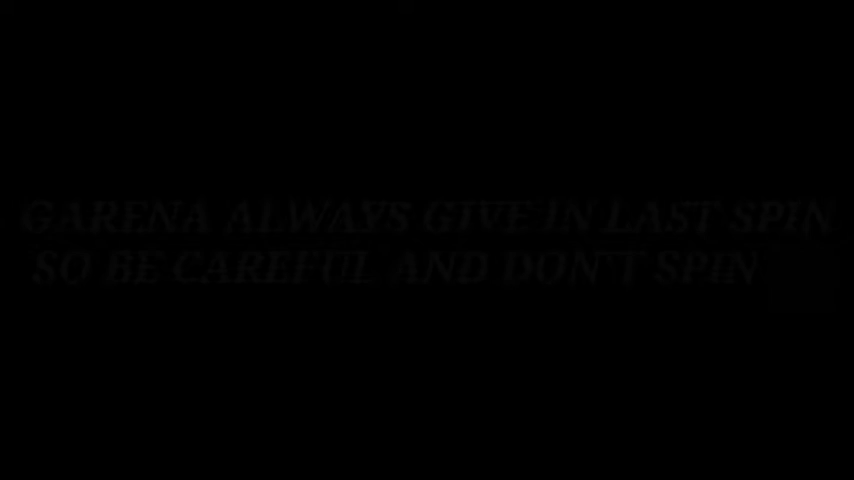 GARENA ALWAYS GIVE IN LAST SPIN
SO BE CAREFUL AND DON'T SPIN